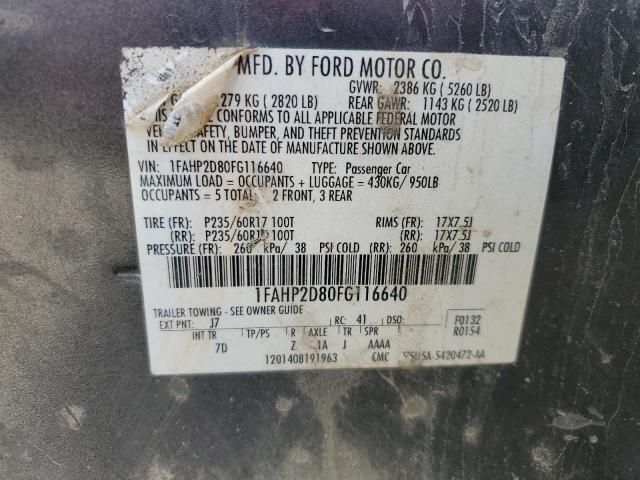 MFD. BY FORD MOTOR CO.
GVWR: 2386 KG ( 5260 LB)
279 KG ( 2820 LB) REAR GAWR: 1143 KG ( 2520 LB)
CONFORMS TO ALL APPLICABLE FEDERAL MOTOR
SAFETY, BUMPER, AND THEFT PREVENTION STANDARDS
IN EFFECT ON THE DATE OF MANUFACTURE SHOWN ABOVE.
VIN: 1FAHP2D80FG116640 TYPE: Passenger Car
MAXIMUM LOAD = OCCUPANTS + LUGGAGE = 430KG/ 950LB
OCCUPANTS = 5 TOTAL: 2 FRONT, 3 REAR
TIRE (FR): P235/60R17 100T RIMS (FR): 17X7.5J
(RR): P235/60R17 100T (RR): 17X7.5J
PRESSURE (FR): 260 kPa/ 38 PSI COLD (RR): 260 kPa/ 38 PSI COLD
1FAHP2D80FG116640
TRAILER TOWING - SEE OWNER GUIDE
EXT PNT: J7 RC: 41 DSO: F0132
INT TR TP/PS R AXLE TR SPR R0154
7D Z 1A J AAAA
1201408191963 CMC 5U5A-5420472-AA